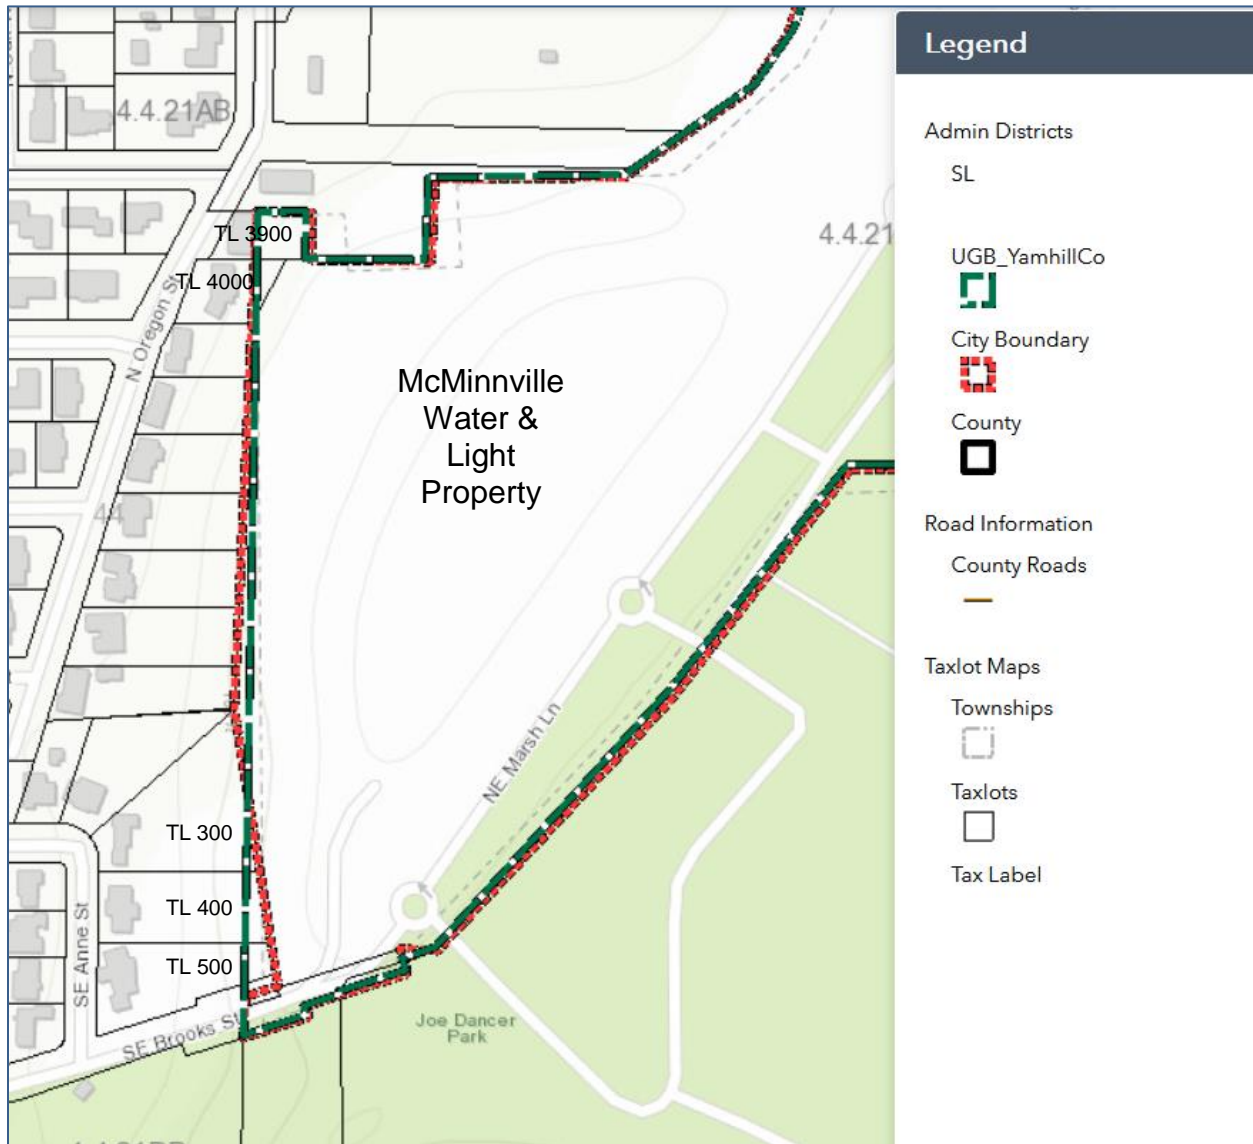 4.4.21AB
TL 3900
TL 4000
N Oregon St
4.4.21
McMinnville
Water &
Light
Property
44
NE Marsh Ln
TL 300
TL 400
TL 500
SE Anne St
SE Brooks St
Joe Dancer
Park
Legend
Admin Districts
SL
UGB_YamhillCo
City Boundary
County
Road Information
County Roads
Taxlot Maps
Townships
Taxlots
Tax Label